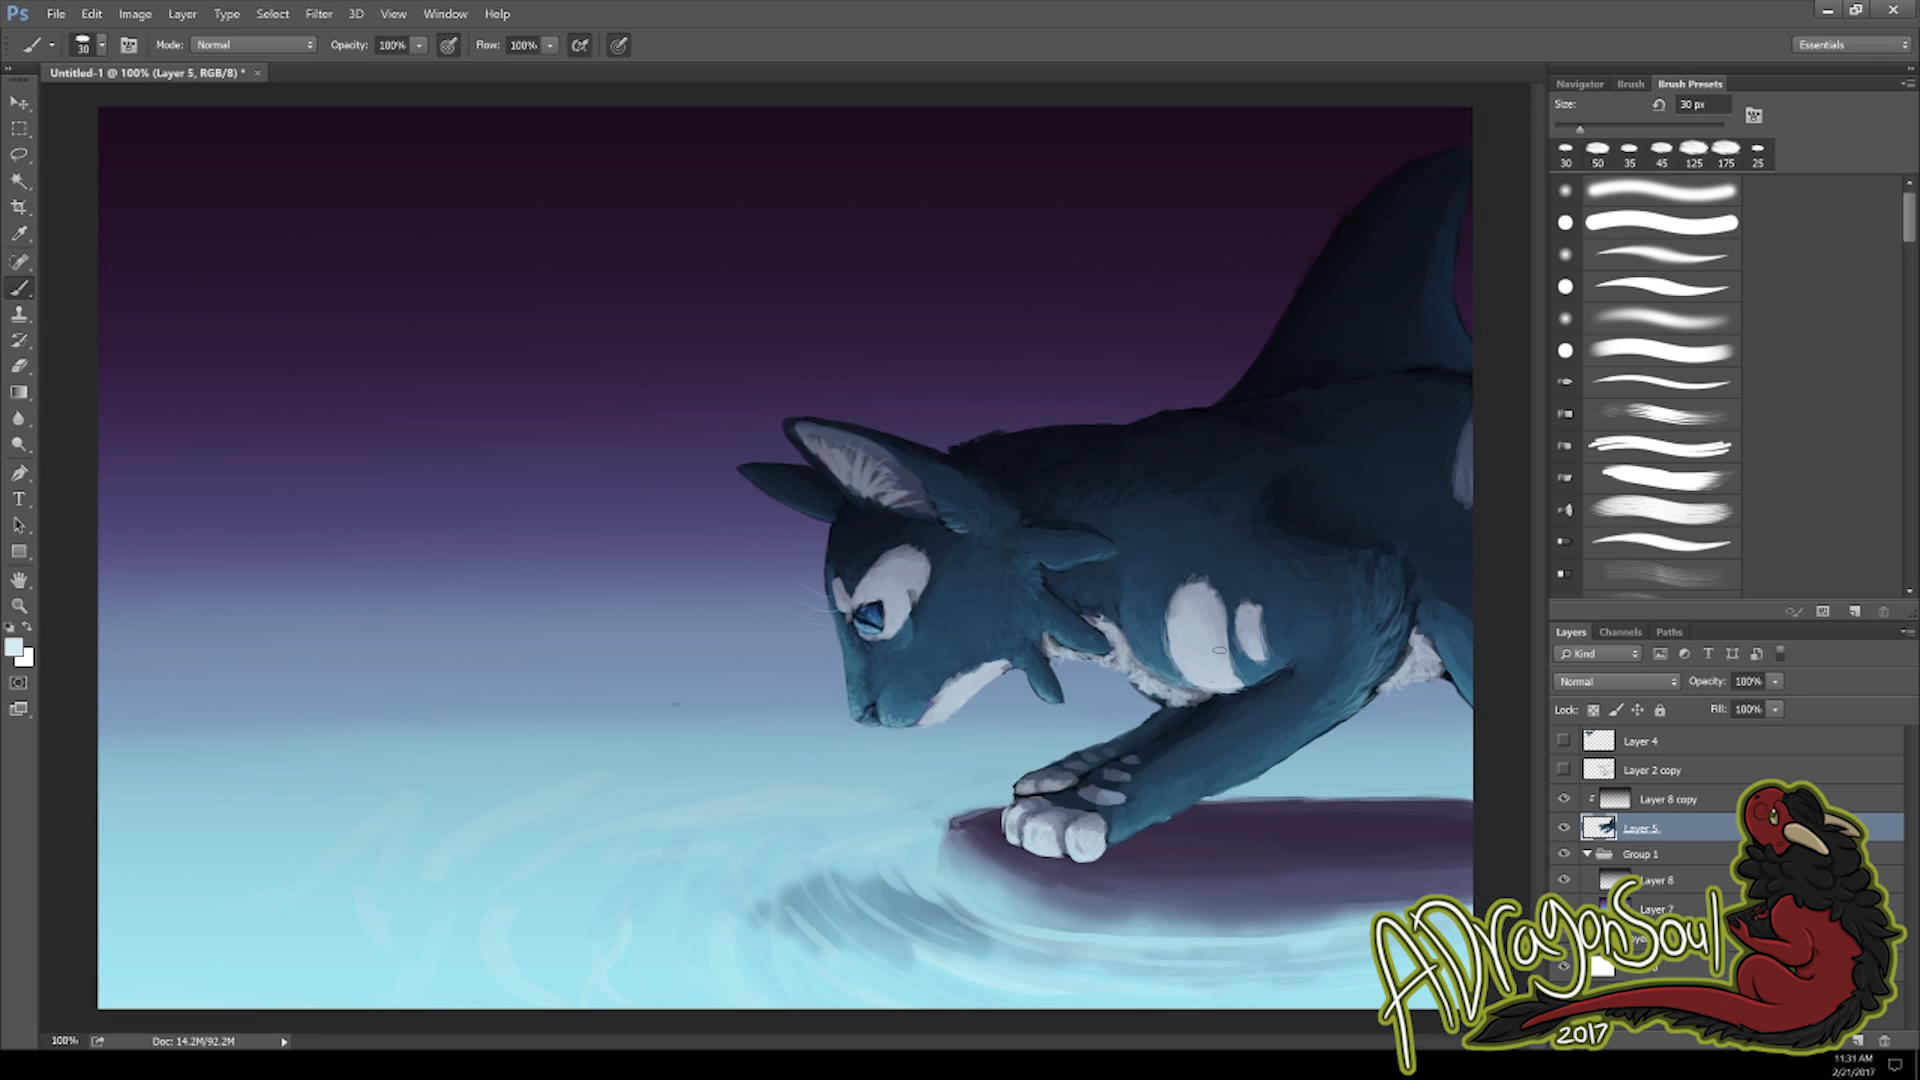 Ps File Edit Image Layer Type Select Filter 3D View Window Help
30 Mode: Normal Opacity: 100% Flow: 100% Essentials
Untitled-1 @ 100% (Layer 5, RGB/8) *
Navigator Brush Brush Presets
Size: 30 px
30 50 35 45 125 175 25
T
Layers Channels Paths
Kind T
Normal Opacity: 100%
Lock: Fill: 100%
Layer 4
Layer 2 copy
Layer 8 copy
Layer 5
Group 1
Layer 8
Layer 7
ADragonSoul
2017
100% Doc: 14.2M/92.2M
11:31 AM
2/21/2017